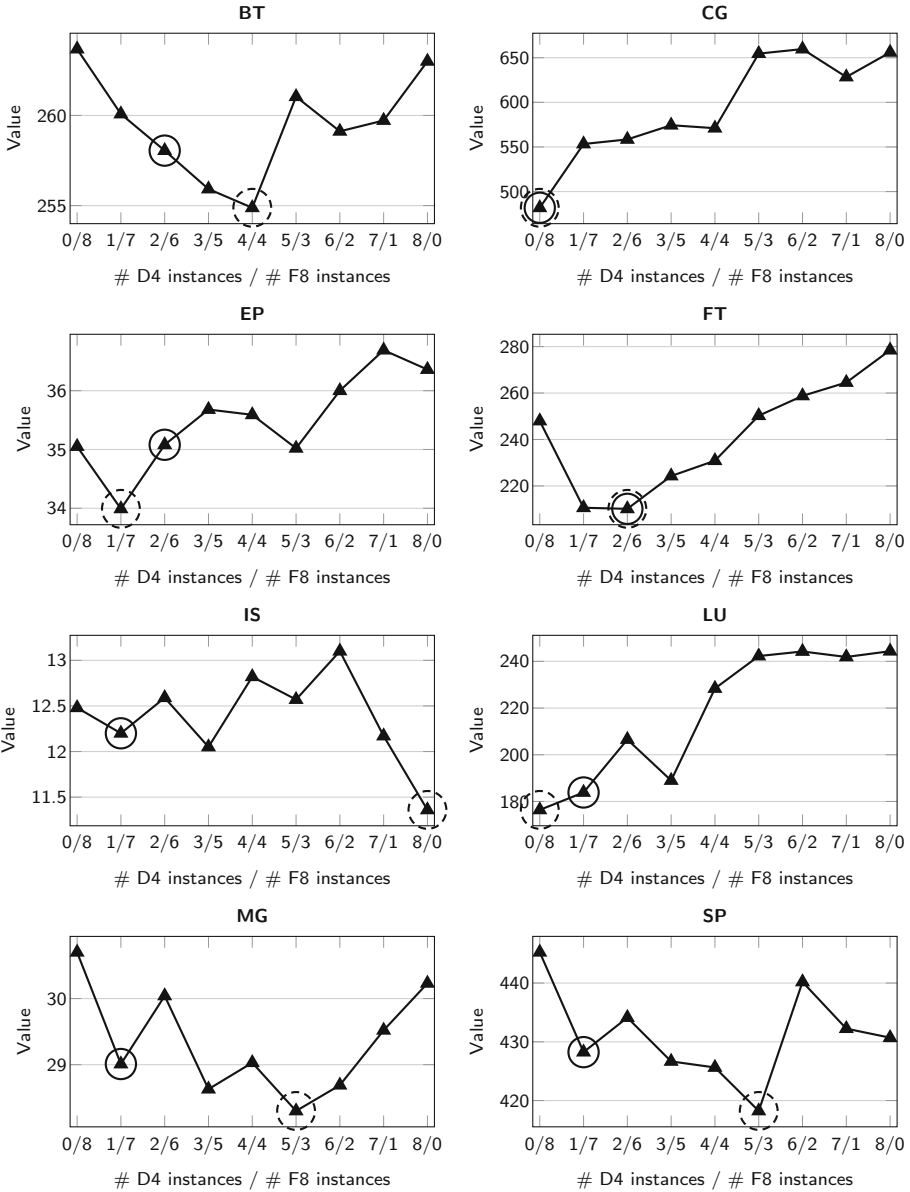 BT
Value
260
255
0/8 1/7 2/6 3/5 4/4 5/3 6/2 7/1 8/0
# D4 instances / # F8 instances
CG
Value
650
600
550
500
0/8 1/7 2/6 3/5 4/4 5/3 6/2 7/1 8/0
# D4 instances / # F8 instances
EP
Value
36
35
34
0/8 1/7 2/6 3/5 4/4 5/3 6/2 7/1 8/0
# D4 instances / # F8 instances
FT
Value
280
260
240
220
0/8 1/7 2/6 3/5 4/4 5/3 6/2 7/1 8/0
# D4 instances / # F8 instances
IS
Value
13
12.5
12
11.5
0/8 1/7 2/6 3/5 4/4 5/3 6/2 7/1 8/0
# D4 instances / # F8 instances
LU
Value
240
220
200
180
0/8 1/7 2/6 3/5 4/4 5/3 6/2 7/1 8/0
# D4 instances / # F8 instances
MG
Value
30
29
0/8 1/7 2/6 3/5 4/4 5/3 6/2 7/1 8/0
# D4 instances / # F8 instances
SP
Value
440
430
420
0/8 1/7 2/6 3/5 4/4 5/3 6/2 7/1 8/0
# D4 instances / # F8 instances